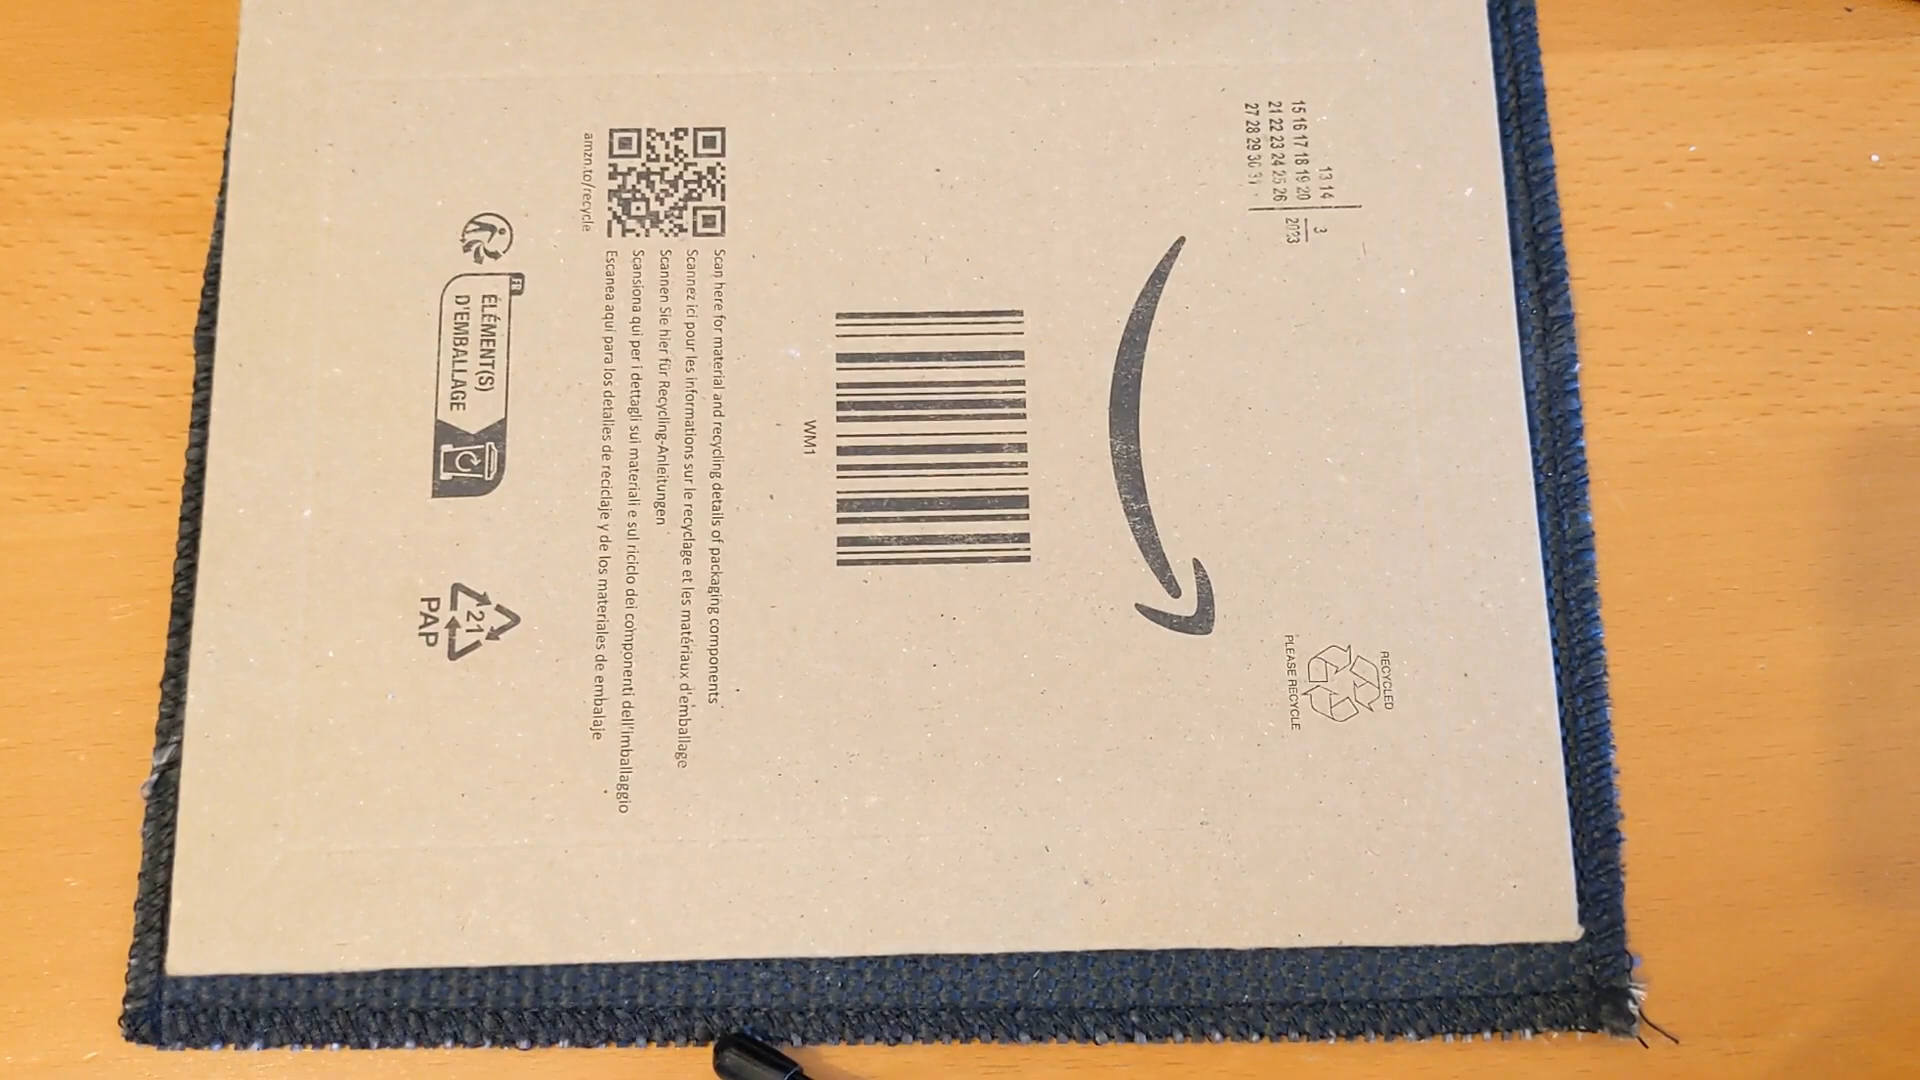 RECYCLED
PLEASE RECYCLE
13 14
15 16 17 18 19 20
21 22 23 24 25 26
27 28 29 30 31
3
2023
WM1
Scan here for material and recycling details of packaging components
Scannez ici pour les informations sur le recyclage et les matériaux d'emballage
Scannen Sie hier für Recycling-Anleitungen
Scansiona qui per i dettagli sui materiali e sul riciclo dei componenti dell'imballaggio
Escanea aquí para los detalles de reciclaje y de los materiales de embalaje
amzn.to/recycle
FR
ÉLÉMENT(S)
D'EMBALLAGE
21
PAP